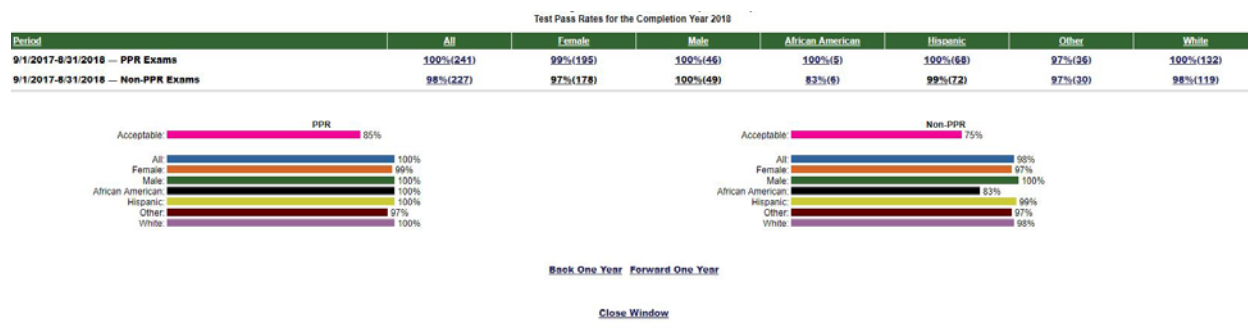 Test Pass Rates for the Completion Year 2018
Period All Female Male African American Hispanic Other White
9/1/2017-8/31/2018 — PPR Exams 100%(241) 99%(195) 100%(46) 100%(5) 100%(68) 97%(36) 100%(132)
9/1/2017-8/31/2018 — Non-PPR Exams 98%(227) 97%(178) 100%(49) 83%(6) 99%(72) 97%(30) 98%(119)
PPR
Acceptable: 85%
All: 100%
Female: 99%
Male: 100%
African American: 100%
Hispanic: 100%
Other: 97%
White: 100%
Non-PPR
Acceptable: 75%
All: 98%
Female: 97%
Male: 100%
African American: 83%
Hispanic: 99%
Other: 97%
White: 98%
Back One Year Forward One Year
Close Window